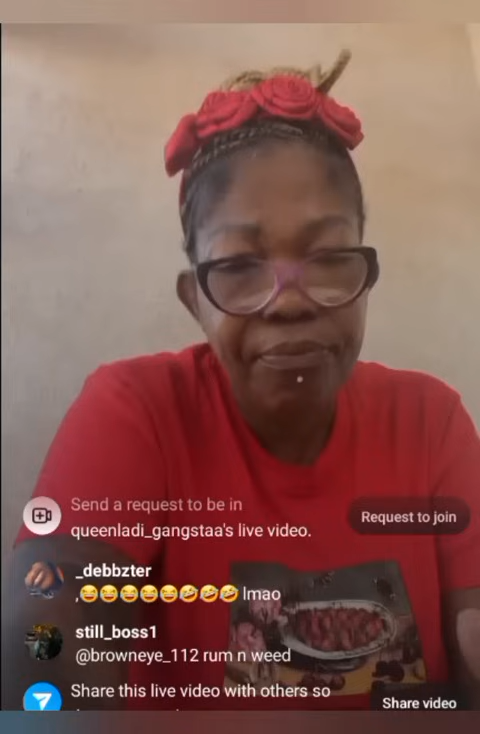 Send a request to be in
queenladi_gangstaa's live video.
Request to join
_debbzter
,😂😂😂😂😂🤣🤣🤣 lmao
still_boss1
@browneye_112 rum n weed
Share this live video with others so
Share video